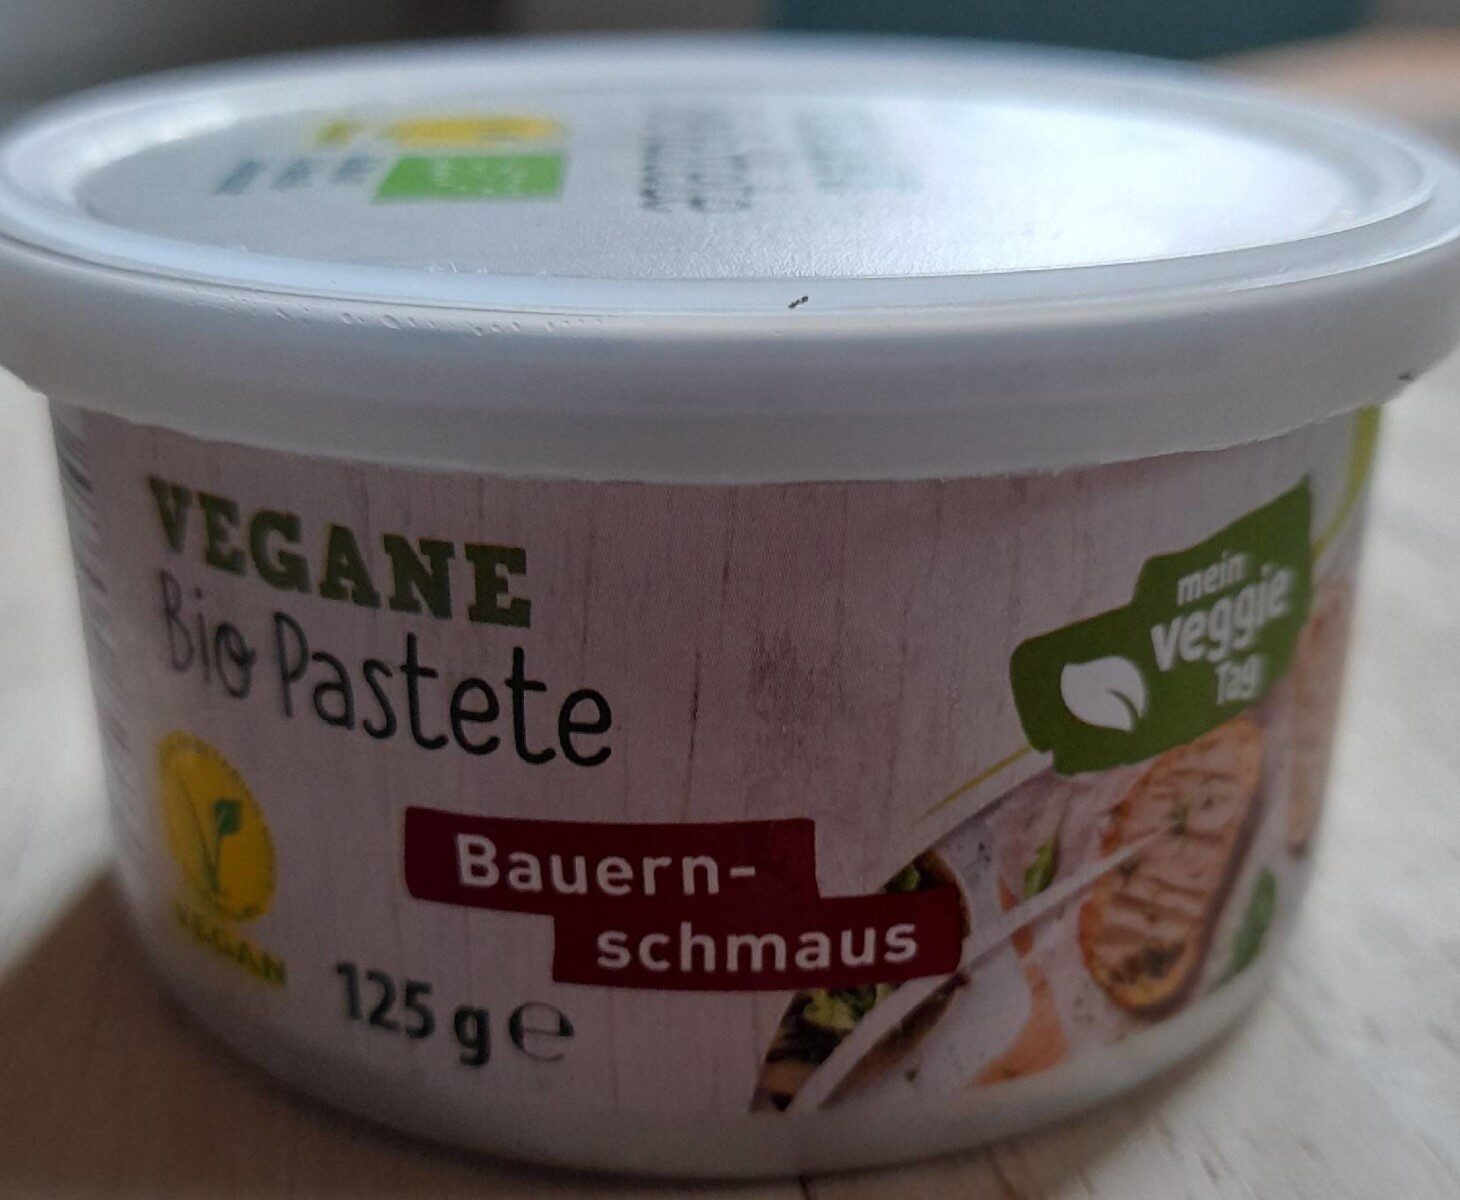 VEGANE
Bio Pastete
mein
veggie
Tag
VEGAN
Bauern-
schmaus
125 g ℮